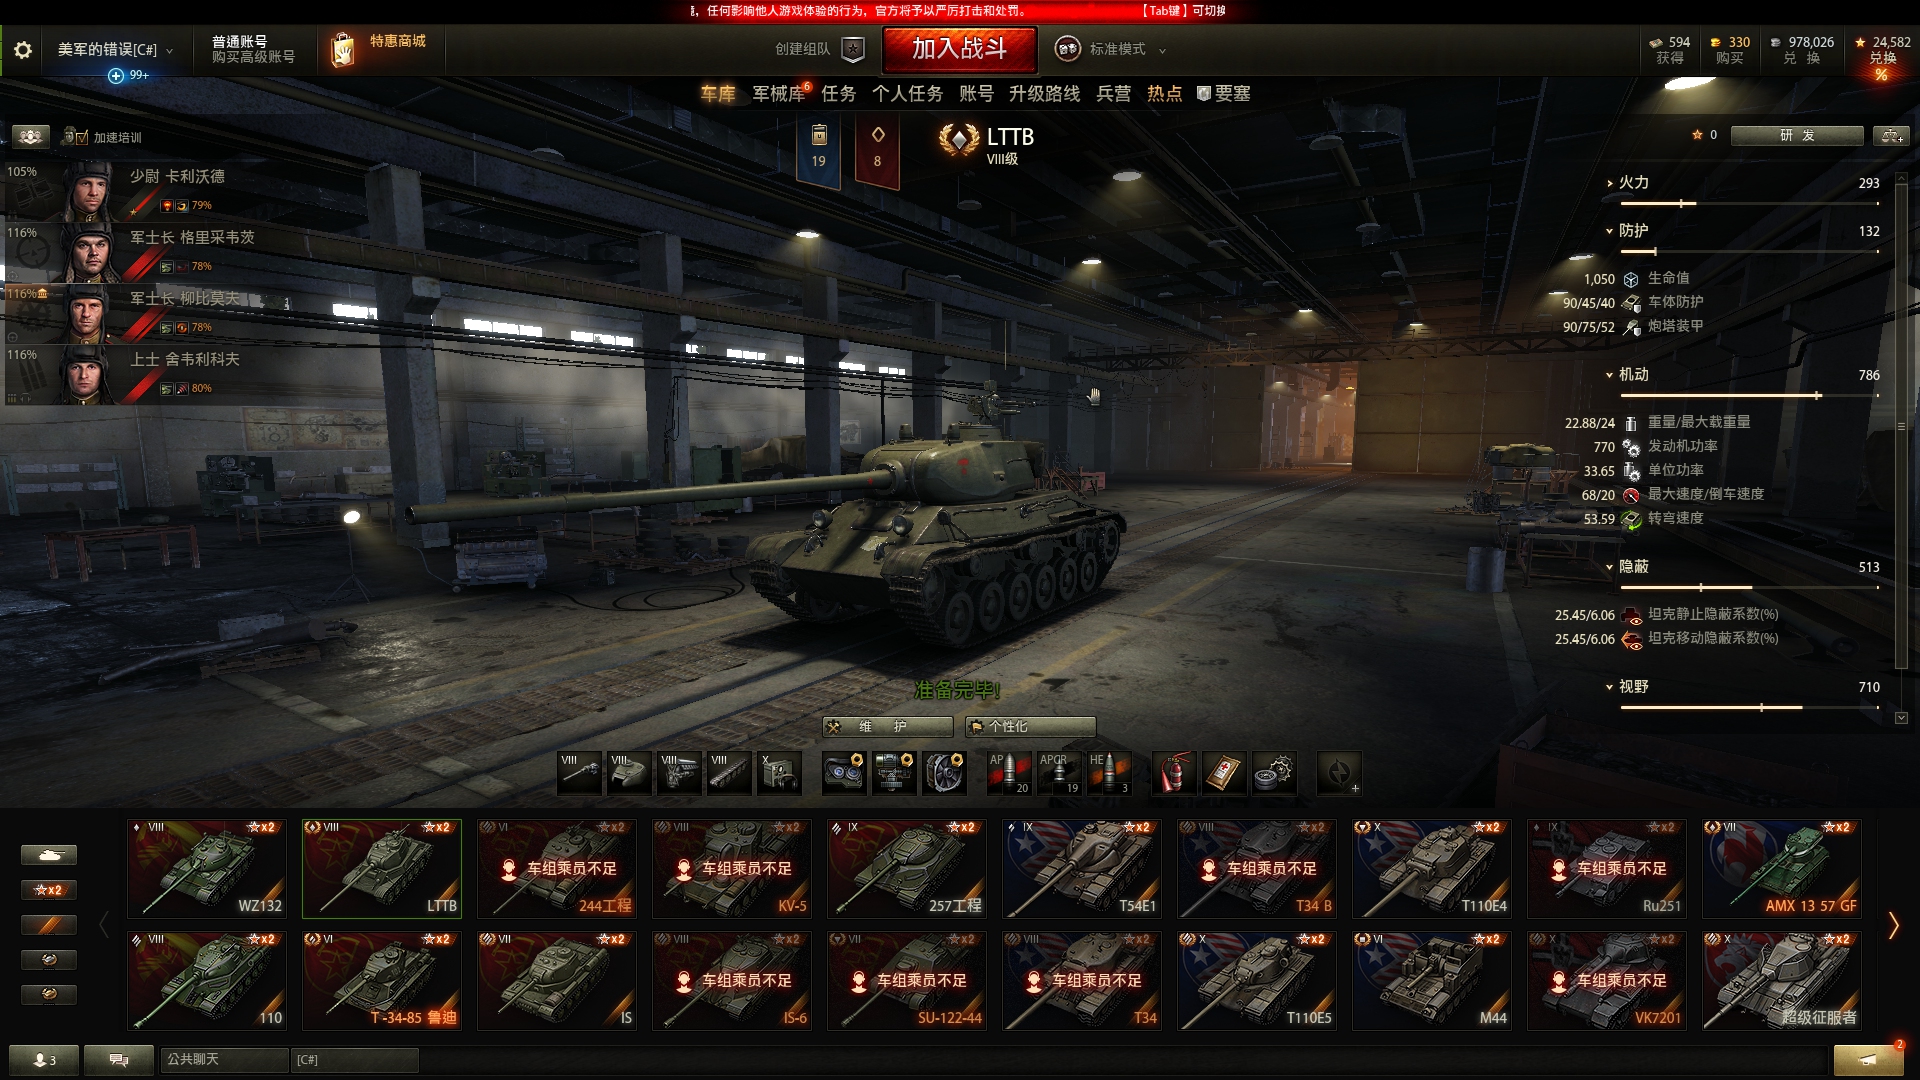 ，任何影响他人游戏体验的行为，官方将予以严厉打击和处罚。 【Tab键】可切换
美军的错误[C#]
99+
普通账号
购买高级账号
特惠商城
创建组队
加入战斗
标准模式
594
获得
330
购买
978,026
兑 换
24,582
兑换
%
车库 军械库 6 任务 个人任务 账号 升级路线 兵营 热点 要塞
加速培训
19
8
LTTB
VIII级
0
研 发
105%
少尉 卡利沃德
79%
116%
军士长 格里采韦茨
78%
116%
军士长 柳比莫夫
78%
116%
上士 舍韦利科夫
80%
火力 293
防护 132
1,050 生命值
90/45/40 车体防护
90/75/52 炮塔装甲
机动 786
22.88/24 重量/最大载重量
770 发动机功率
33.65 单位功率
68/20 最大速度/倒车速度
53.59 转弯速度
隐蔽 513
25.45/6.06 坦克静止隐蔽系数(%)
25.45/6.06 坦克移动隐蔽系数(%)
视野 710
准备完毕!
维 护
个性化
VIII VIII VIII VIII X
AP 20 APCR 19 HE 3
x2
VIII x2 WZ132
VIII x2 LTTB
VI x2 车组乘员不足 244工程
VIII x2 车组乘员不足 KV-5
IX x2 257工程
IX x2 T54E1
VIII x2 车组乘员不足 T34 B
X x2 T110E4
IX x2 车组乘员不足 Ru251
VII x2 AMX 13 57 GF
VIII x2 110
VI x2 T-34-85 鲁迪
VII x2 IS
VIII x2 车组乘员不足 IS-6
VII x2 车组乘员不足 SU-122-44
VIII x2 车组乘员不足 T34
X x2 T110E5
VI x2 M44
X x2 车组乘员不足 VK7201
X x2 超级征服者
3
公共聊天
[C#]
2